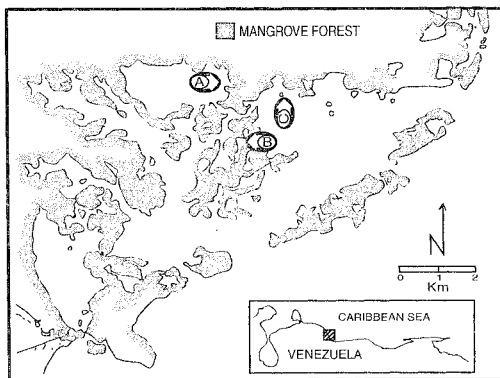 MANGROVE FOREST
A
C
B
N
0 1 2
Km
CARIBBEAN SEA
VENEZUELA